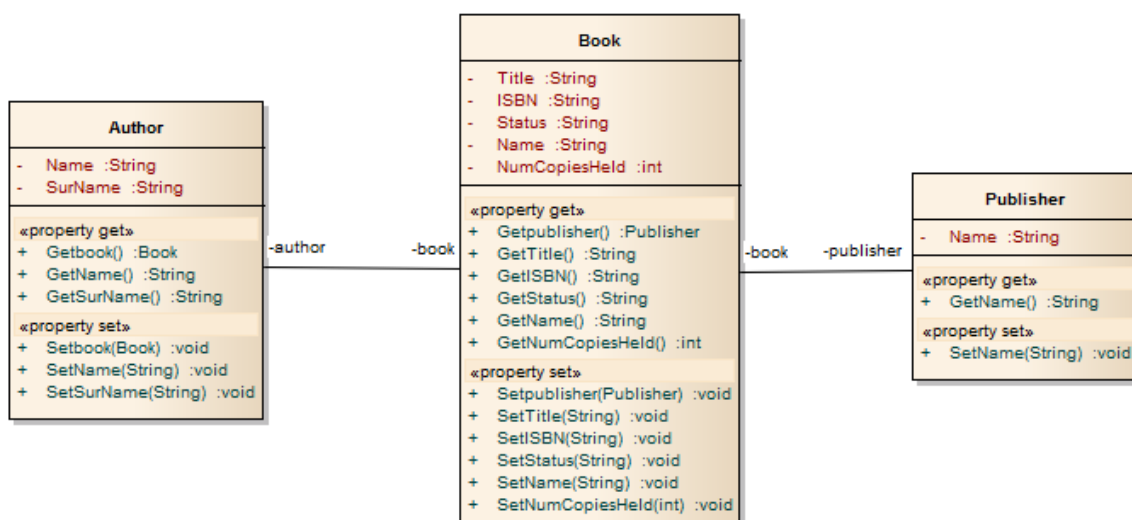 Author
- Name :String
- SurName :String
«property get»
+ Getbook() :Book
+ GetName() :String
+ GetSurName() :String
«property set»
+ Setbook(Book) :void
+ SetName(String) :void
+ SetSurName(String) :void
-author
-book
Book
- Title :String
- ISBN :String
- Status :String
- Name :String
- NumCopiesHeld :int
«property get»
+ Getpublisher() :Publisher
+ GetTitle() :String
+ GetISBN() :String
+ GetStatus() :String
+ GetName() :String
+ GetNumCopiesHeld() :int
«property set»
+ Setpublisher(Publisher) :void
+ SetTitle(String) :void
+ SetISBN(String) :void
+ SetStatus(String) :void
+ SetName(String) :void
+ SetNumCopiesHeld(int) :void
-book
-publisher
Publisher
- Name :String
«property get»
+ GetName() :String
«property set»
+ SetName(String) :void